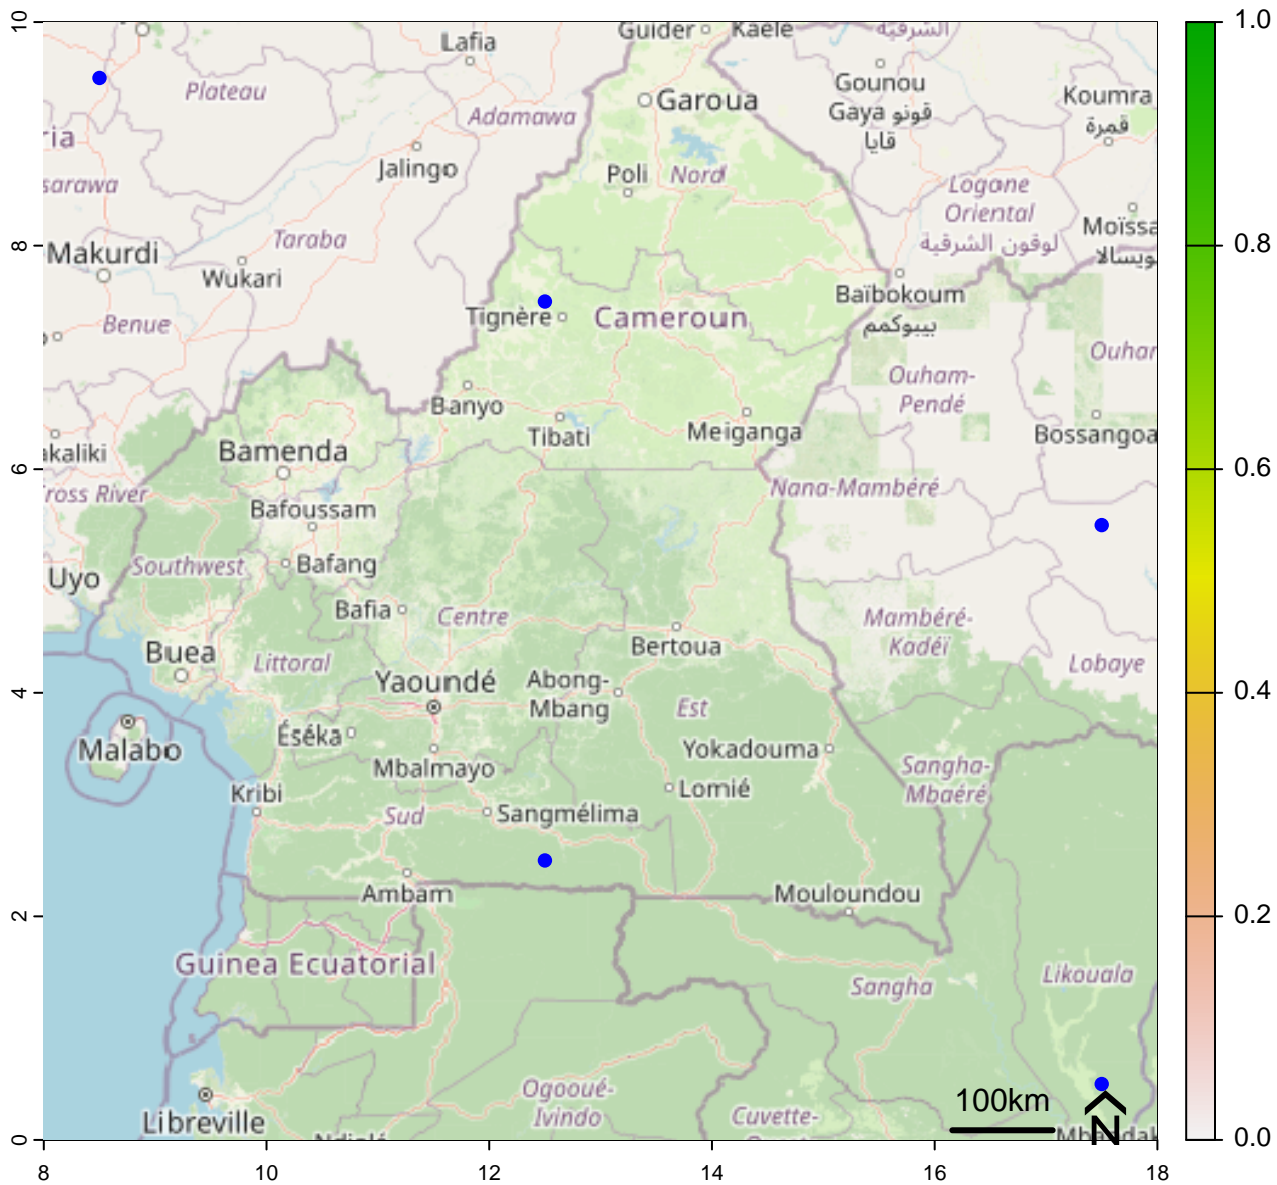 10
8
6
4
2
0
8
10
12
14
16
18
1.0
0.8
0.6
0.4
0.2
0.0
Guider
Kaélé
الشرقية
Lafia
Plateau
Adamawa
Garoua
Gounou
Gaya قونو
قايا
Koumra
قمرة
ria
Jalingo
Poli
Nord
sarawa
Logone
Oriental
لوقون الشرقية
Moïssa
ويسالا
Makurdi
Taraba
Wukari
Benue
Tignère
Cameroun
Baïbokoum
بيبوكمم
Ouhar
Ouham-
Pendé
Banyo
Tibati
Meiganga
Bossangoa
akaliki
Bamenda
ross River
Nana-Mambéré
Bafoussam
Southwest
Bafang
Uyo
Bafia
Centre
Mambéré-
Kadéï
Buea
Littoral
Bertoua
Lobaye
Yaoundé
Abong-
Mbang
Est
Malabo
Éséka
Yokadouma
Mbalmayo
Sangha-
Mbaéré
Kribi
Lomié
Sud
Sangmélima
Ambam
Mouloundou
Guinea Ecuatorial
Sangha
Likouala
Libreville
Ogooué-
Ivindo
Cuvette-
100km
N